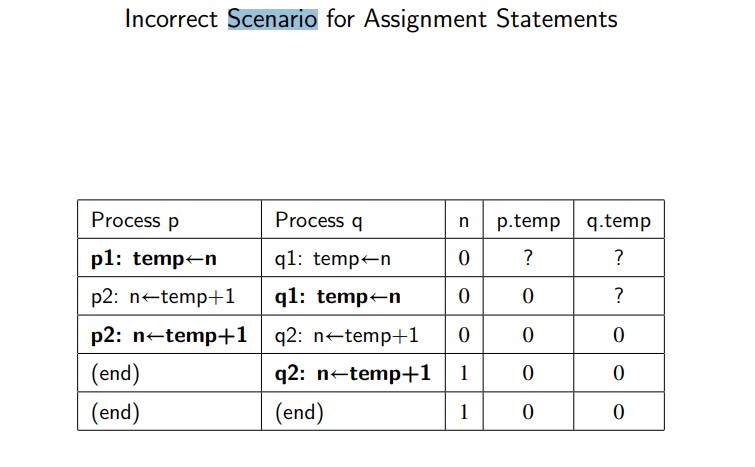 Incorrect Scenario for Assignment Statements
Process p Process q n p.temp q.temp
p1: temp←n q1: temp←n 0 ? ?
p2: n←temp+1 q1: temp←n 0 0 ?
p2: n←temp+1 q2: n←temp+1 0 0 0
(end) q2: n←temp+1 1 0 0
(end) (end) 1 0 0